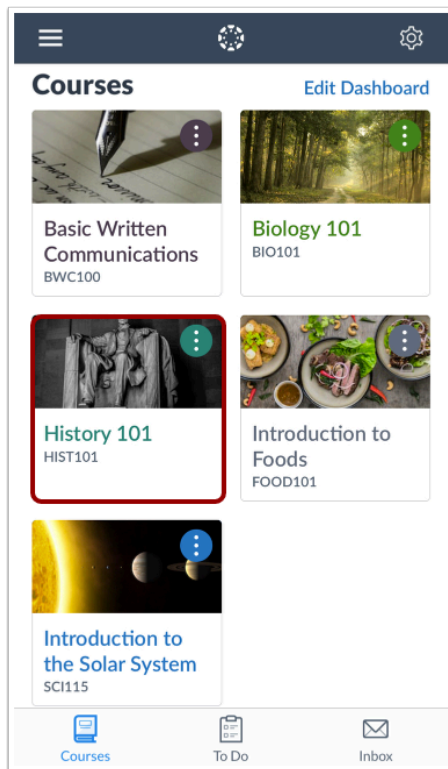 Courses
Edit Dashboard
Basic Written
Communications
BWC100
Biology 101
BIO101
History 101
HIST101
Introduction to
Foods
FOOD101
Introduction to
the Solar System
SCI115
Courses
To Do
Inbox